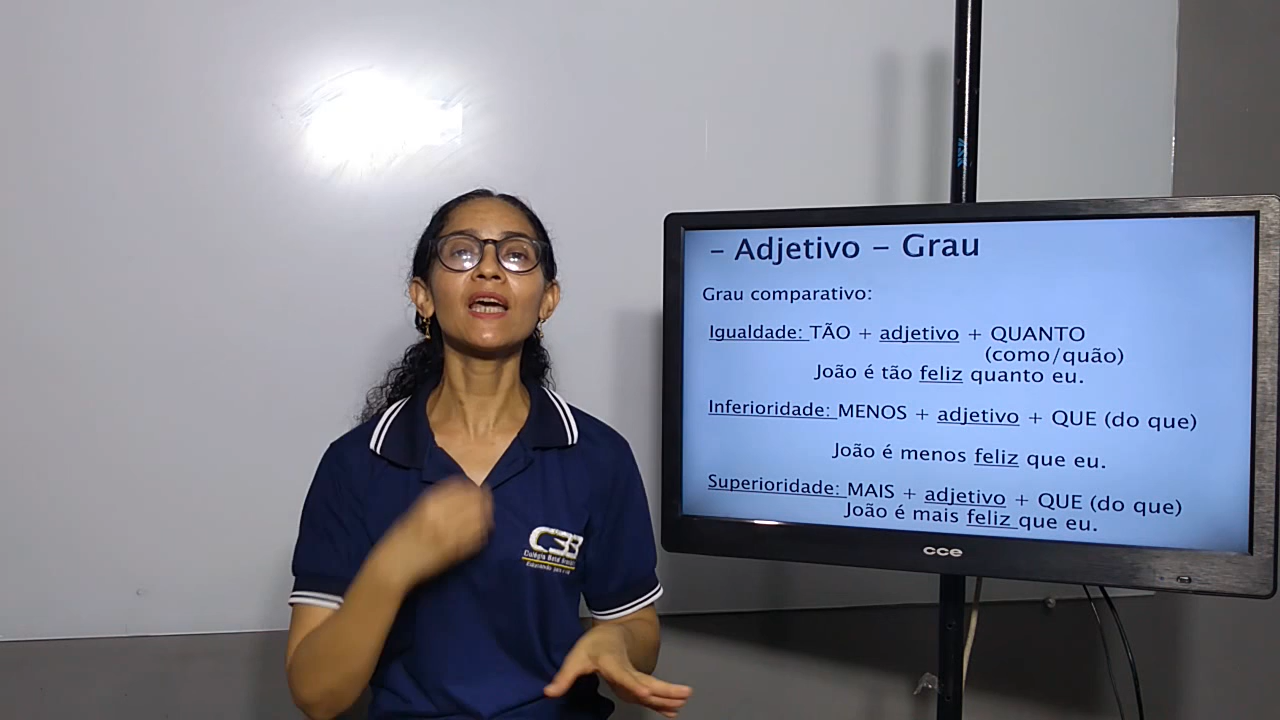 – Adjetivo – Grau
Grau comparativo:
Igualdade: TÃO + adjetivo + QUANTO
(como/quão)
João é tão feliz quanto eu.
Inferioridade: MENOS + adjetivo + QUE (do que)
João é menos feliz que eu.
Superioridade: MAIS + adjetivo + QUE (do que)
João é mais feliz que eu.
cce
CBB